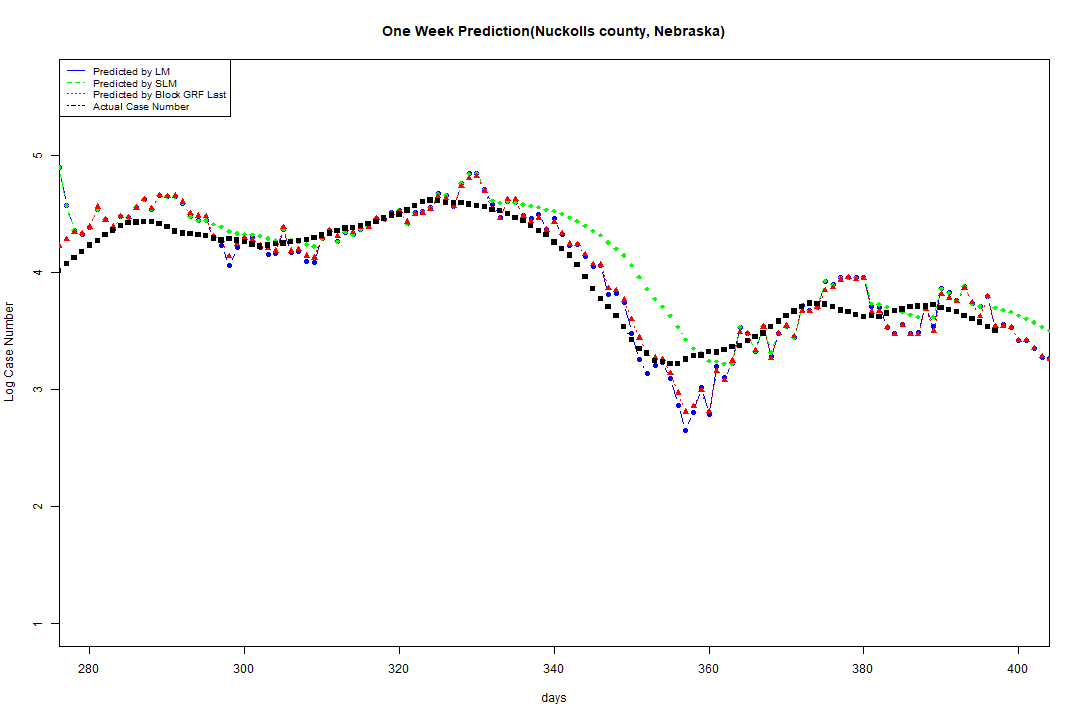 One Week Prediction(Nuckolls county, Nebraska)
Predicted by LM
Predicted by SLM
Predicted by Block GRF Last
Actual Case Number
Log Case Number
5
4
3
2
1
280 300 320 340 360 380 400
days